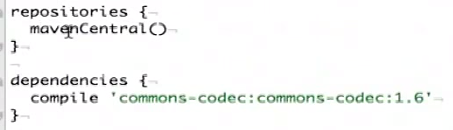 repositories {
  mavenCentral()
}

dependencies {
  compile 'commons-codec:commons-codec:1.6'
}